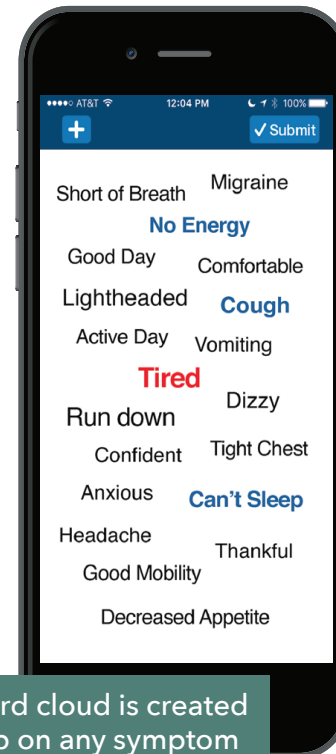 AT&T 12:04 PM 100%
+ ✓ Submit
Migraine
Short of Breath
No Energy
Good Day
Comfortable
Lightheaded
Cough
Active Day
Vomiting
Tired
Dizzy
Run down
Tight Chest
Confident
Anxious
Can't Sleep
Headache
Thankful
Good Mobility
Decreased Appetite
cloud is created
on any symptom